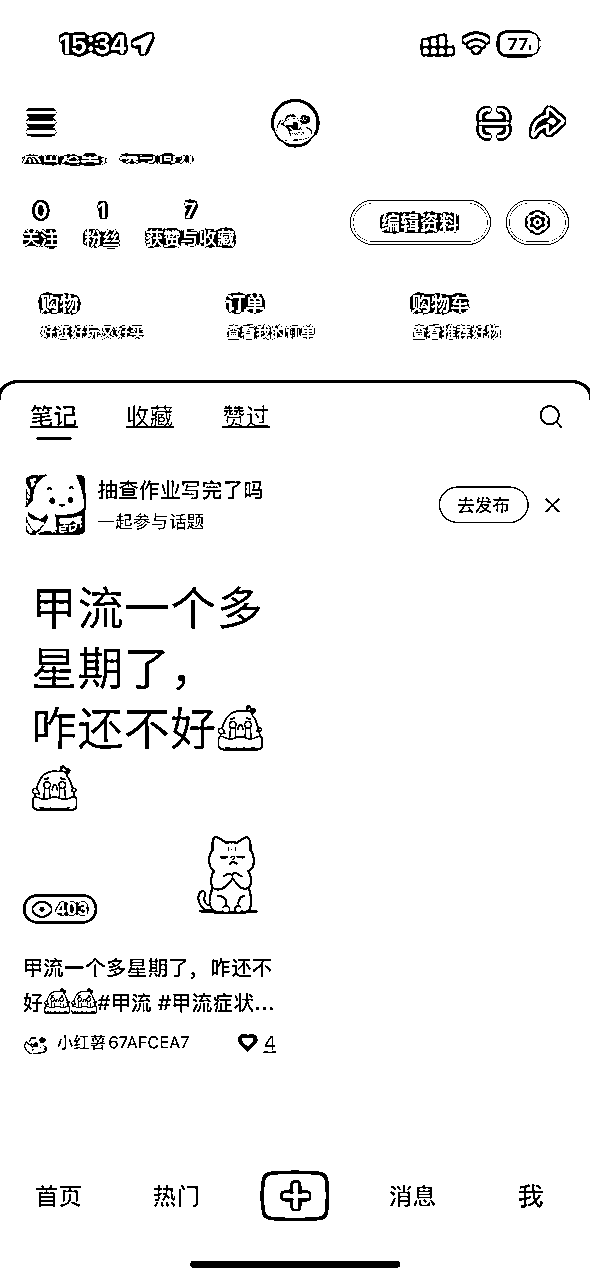 15:34
77
0 1 7
关注 粉丝 获赞与收藏 编辑资料
购物 订单 购物车
好逛好玩又好买 查看我的订单 查看推荐好物
笔记 收藏 赞过
抽查作业写完了吗
一起参与话题
去发布
甲流一个多
星期了，
咋还不好
403
甲流一个多星期了，咋还不
好#甲流 #甲流症状...
小红薯67AFCEA7 4
首页 热门 消息 我